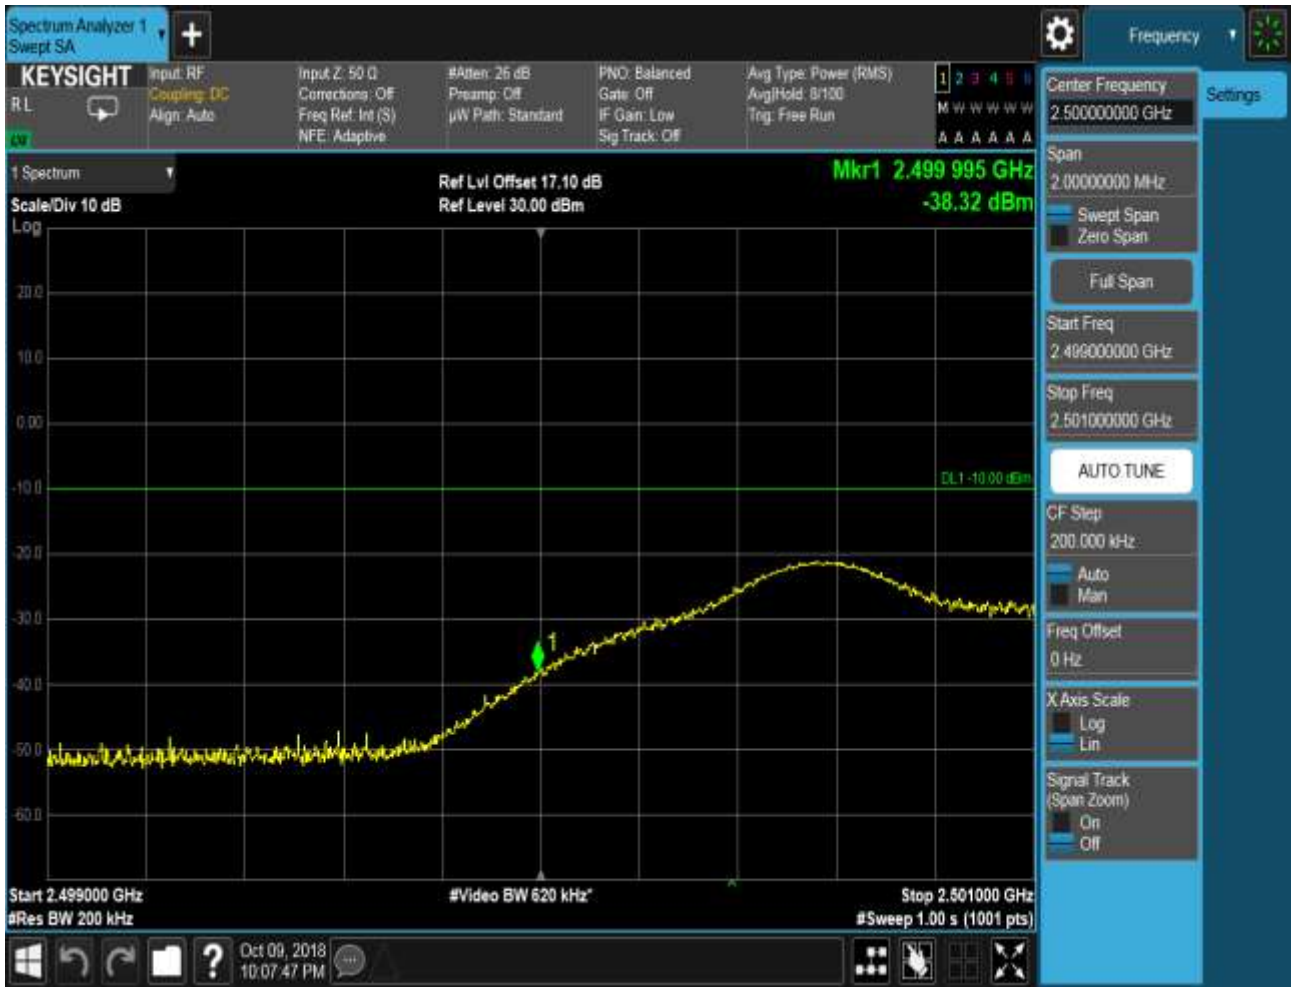 Spectrum Analyzer 1
Swept SA
+
Frequency
KEYSIGHT
RL
Input: RF
Coupling: DC
Align: Auto
Input Z: 50 Ω
Corrections: Off
Freq Ref: Int (S)
NFE: Adaptive
#Atten: 26 dB
Preamp: Off
µW Path: Standard
PNO: Balanced
Gate: Off
IF Gain: Low
Sig Track: Off
Avg Type: Power (RMS)
Avg|Hold: 8/100
Trig: Free Run
1 2 3 4 5 6
M W W W W W
A A A A A A
1 Spectrum
Scale/Div 10 dB
Log
Ref Lvl Offset 17.10 dB
Ref Level 30.00 dBm
Mkr1 2.499 995 GHz
-38.32 dBm
20.0
10.0
0.00
-10.0
-20.0
-30.0
-40.0
-50.0
-60.0
DL1 -10.00 dBm
1
Start 2.499000 GHz
#Res BW 200 kHz
#Video BW 620 kHz*
Stop 2.501000 GHz
#Sweep 1.00 s (1001 pts)
Center Frequency
2.500000000 GHz
Settings
Span
2.00000000 MHz
Swept Span
Zero Span
Full Span
Start Freq
2.499000000 GHz
Stop Freq
2.501000000 GHz
AUTO TUNE
CF Step
200.000 kHz
Auto
Man
Freq Offset
0 Hz
X Axis Scale
Log
Lin
Signal Track
(Span Zoom)
On
Off
?
Oct 09, 2018
10:07:47 PM